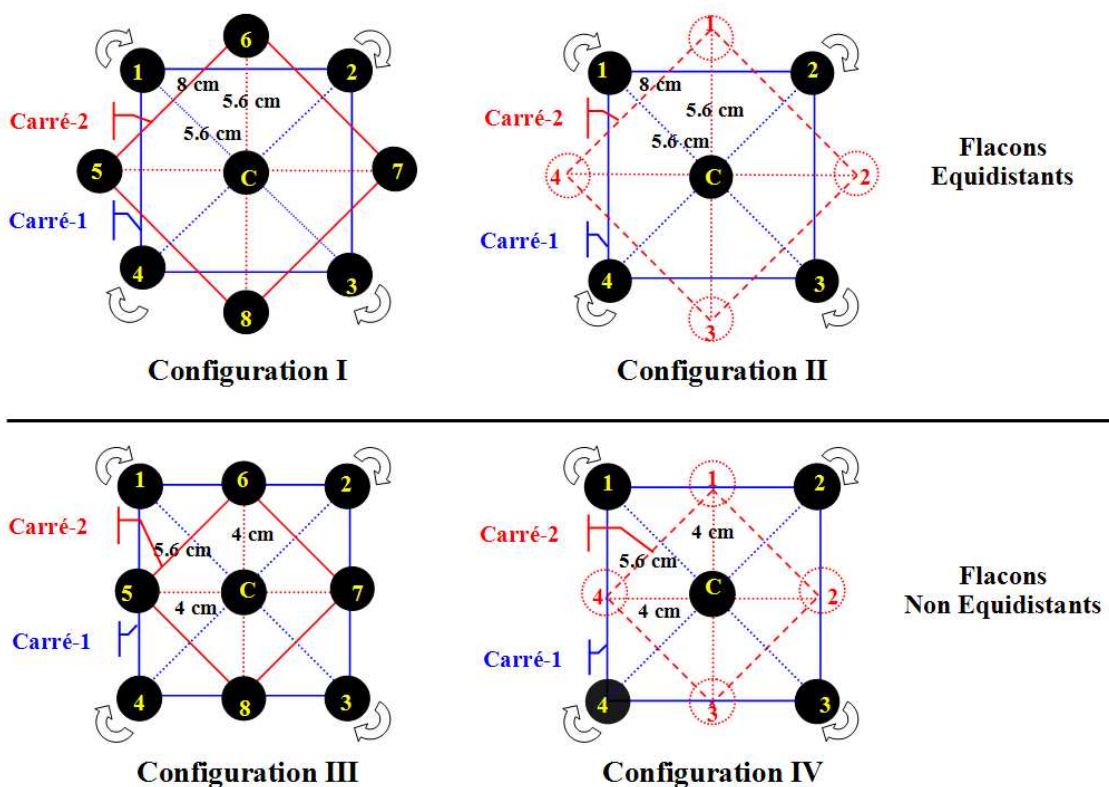 6
1
2
8 cm
5.6 cm
Carré-2
5.6 cm
5
C
7
Carré-1
4
3
8
Configuration I
1
1
2
8 cm
5.6 cm
Carré-2
5.6 cm
4
C
2
Carré-1
4
3
3
Configuration II
Flacons
Equidistants
1
6
2
Carré-2
5.6 cm
4 cm
5
C
7
4 cm
Carré-1
4
8
3
Configuration III
1
1
2
Carré-2
4 cm
5.6 cm
4
C
2
4 cm
Carré-1
4
3
3
Configuration IV
Flacons
Non Equidistants